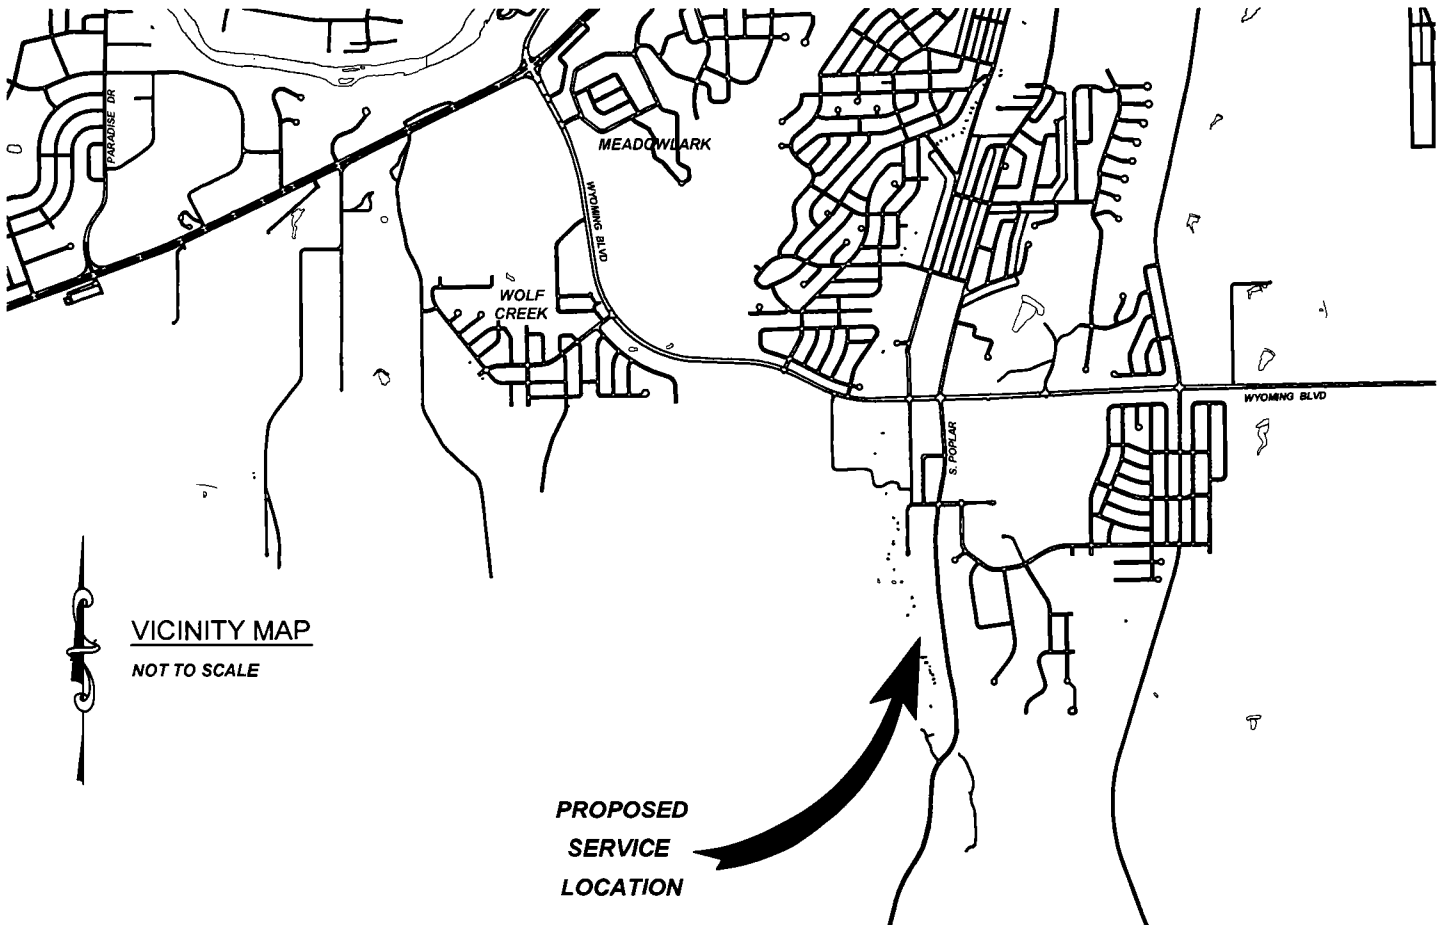 PARADISE DR
MEADOWLARK
WYOMING BLVD
WOLF
CREEK
WYOMING BLVD
S. POPLAR
VICINITY MAP
NOT TO SCALE
PROPOSED
SERVICE
LOCATION